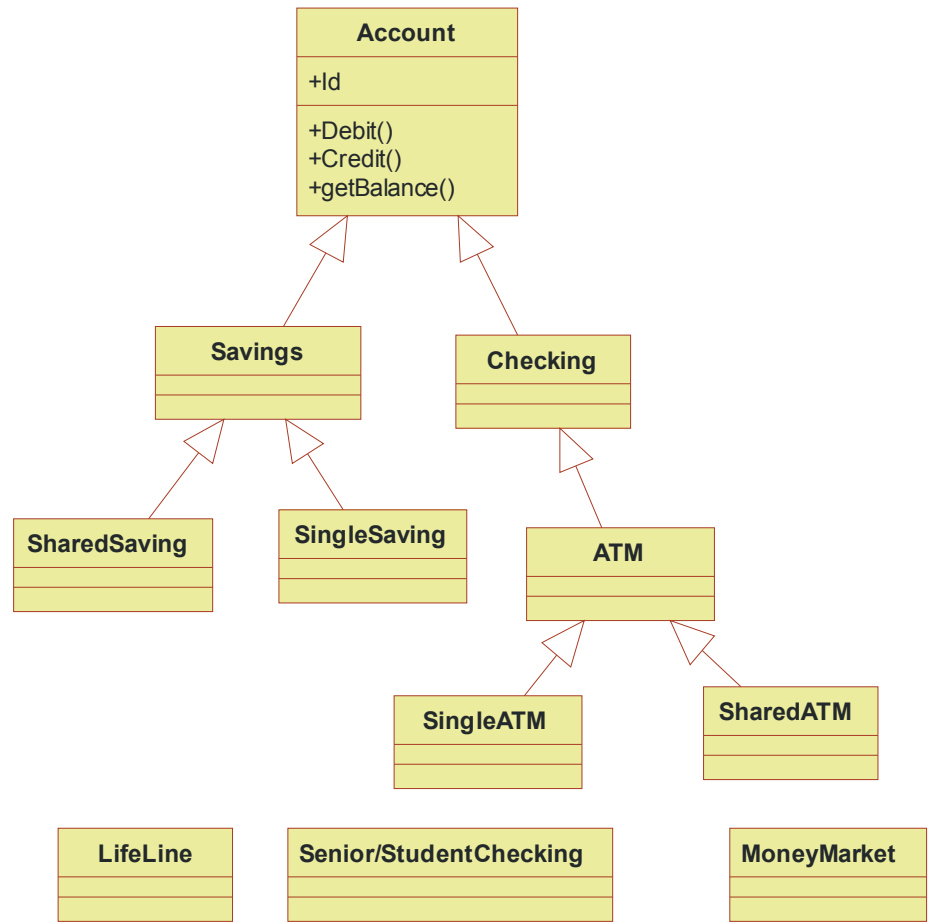 Account
+Id
+Debit()
+Credit()
+getBalance()
Savings
Checking
SharedSaving
SingleSaving
ATM
SingleATM
SharedATM
LifeLine
Senior/StudentChecking
MoneyMarket